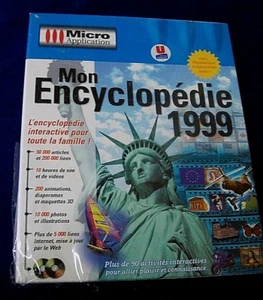 Micro
Application
Mon
Encyclopédie
1999
L'encyclopédie
interactive pour
toute la famille !
50 000 articles
et 200 000 liens
10 heures de son
et de vidéos
200 animations,
diaporamas
et maquettes 3D
10 000 photos
et illustrations
Plus de 5 000 liens
Internet, mise à jour
par le Web
Plus de 90 activités interactives
pour allier plaisir et connaissance